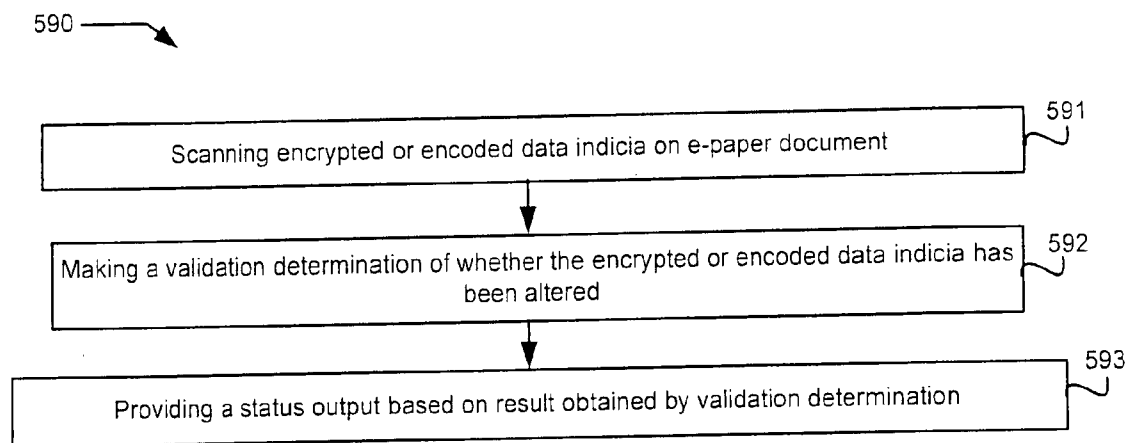 590
591
Scanning encrypted or encoded data indicia on e-paper document
592
Making a validation determination of whether the encrypted or encoded data indicia has
been altered
593
Providing a status output based on result obtained by validation determination